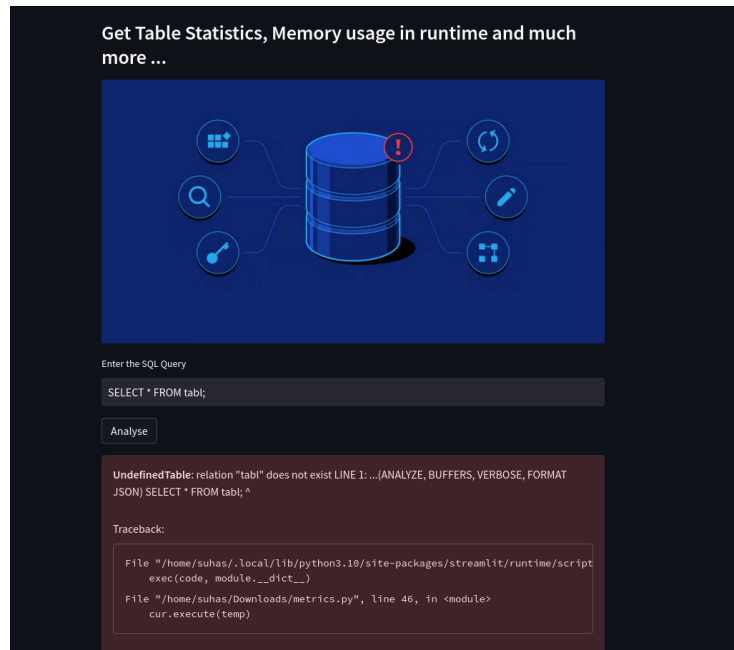 Get Table Statistics, Memory usage in runtime and much
more ...
!
Enter the SQL Query
SELECT * FROM tabl;
Analyse
UndefinedTable: relation "tabl" does not exist LINE 1: ...(ANALYZE, BUFFERS, VERBOSE, FORMAT
JSON) SELECT * FROM tabl; ^
Traceback:
File "/home/suhas/.local/lib/python3.10/site-packages/streamlit/runtime/script
exec(code, module.__dict__)
File "/home/suhas/Downloads/metrics.py", line 46, in <module>
cur.execute(temp)